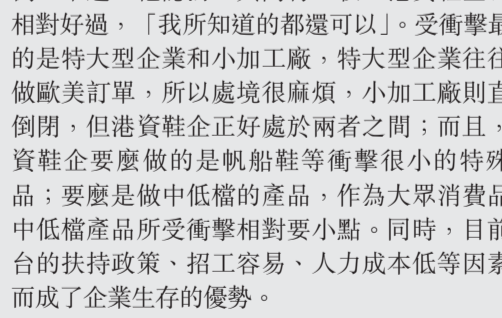 相對好過，「我所知道的都還可以」。受衝擊最
的是特大型企業和小加工廠，特大型企業往往
做歐美訂單，所以處境很麻煩，小加工廠則直
倒閉，但港資鞋企正好處於兩者之間；而且，
資鞋企要麼做的是帆船鞋等衝擊很小的特殊
品；要麼是做中低檔的產品，作為大眾消費品
中低檔產品所受衝擊相對要小點。同時，目前
台的扶持政策、招工容易、人力成本低等因素
而成了企業生存的優勢。